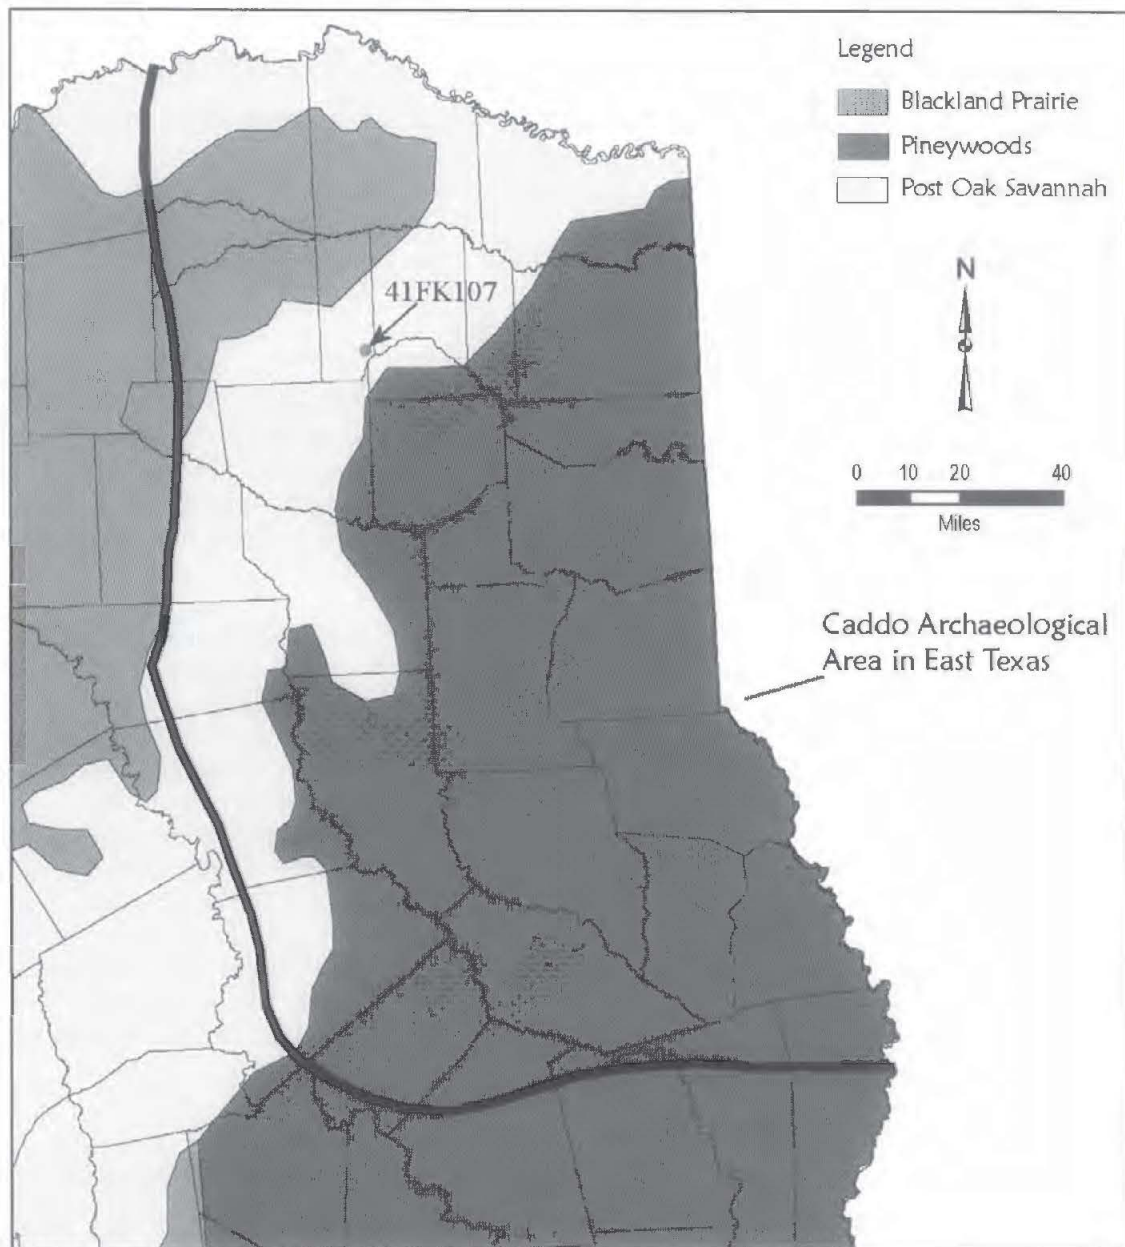 Legend
Blackland Prairie
Pineywoods
Post Oak Savannah
41FK107
N
0 10 20 40
Miles
Caddo Archaeological
Area in East Texas